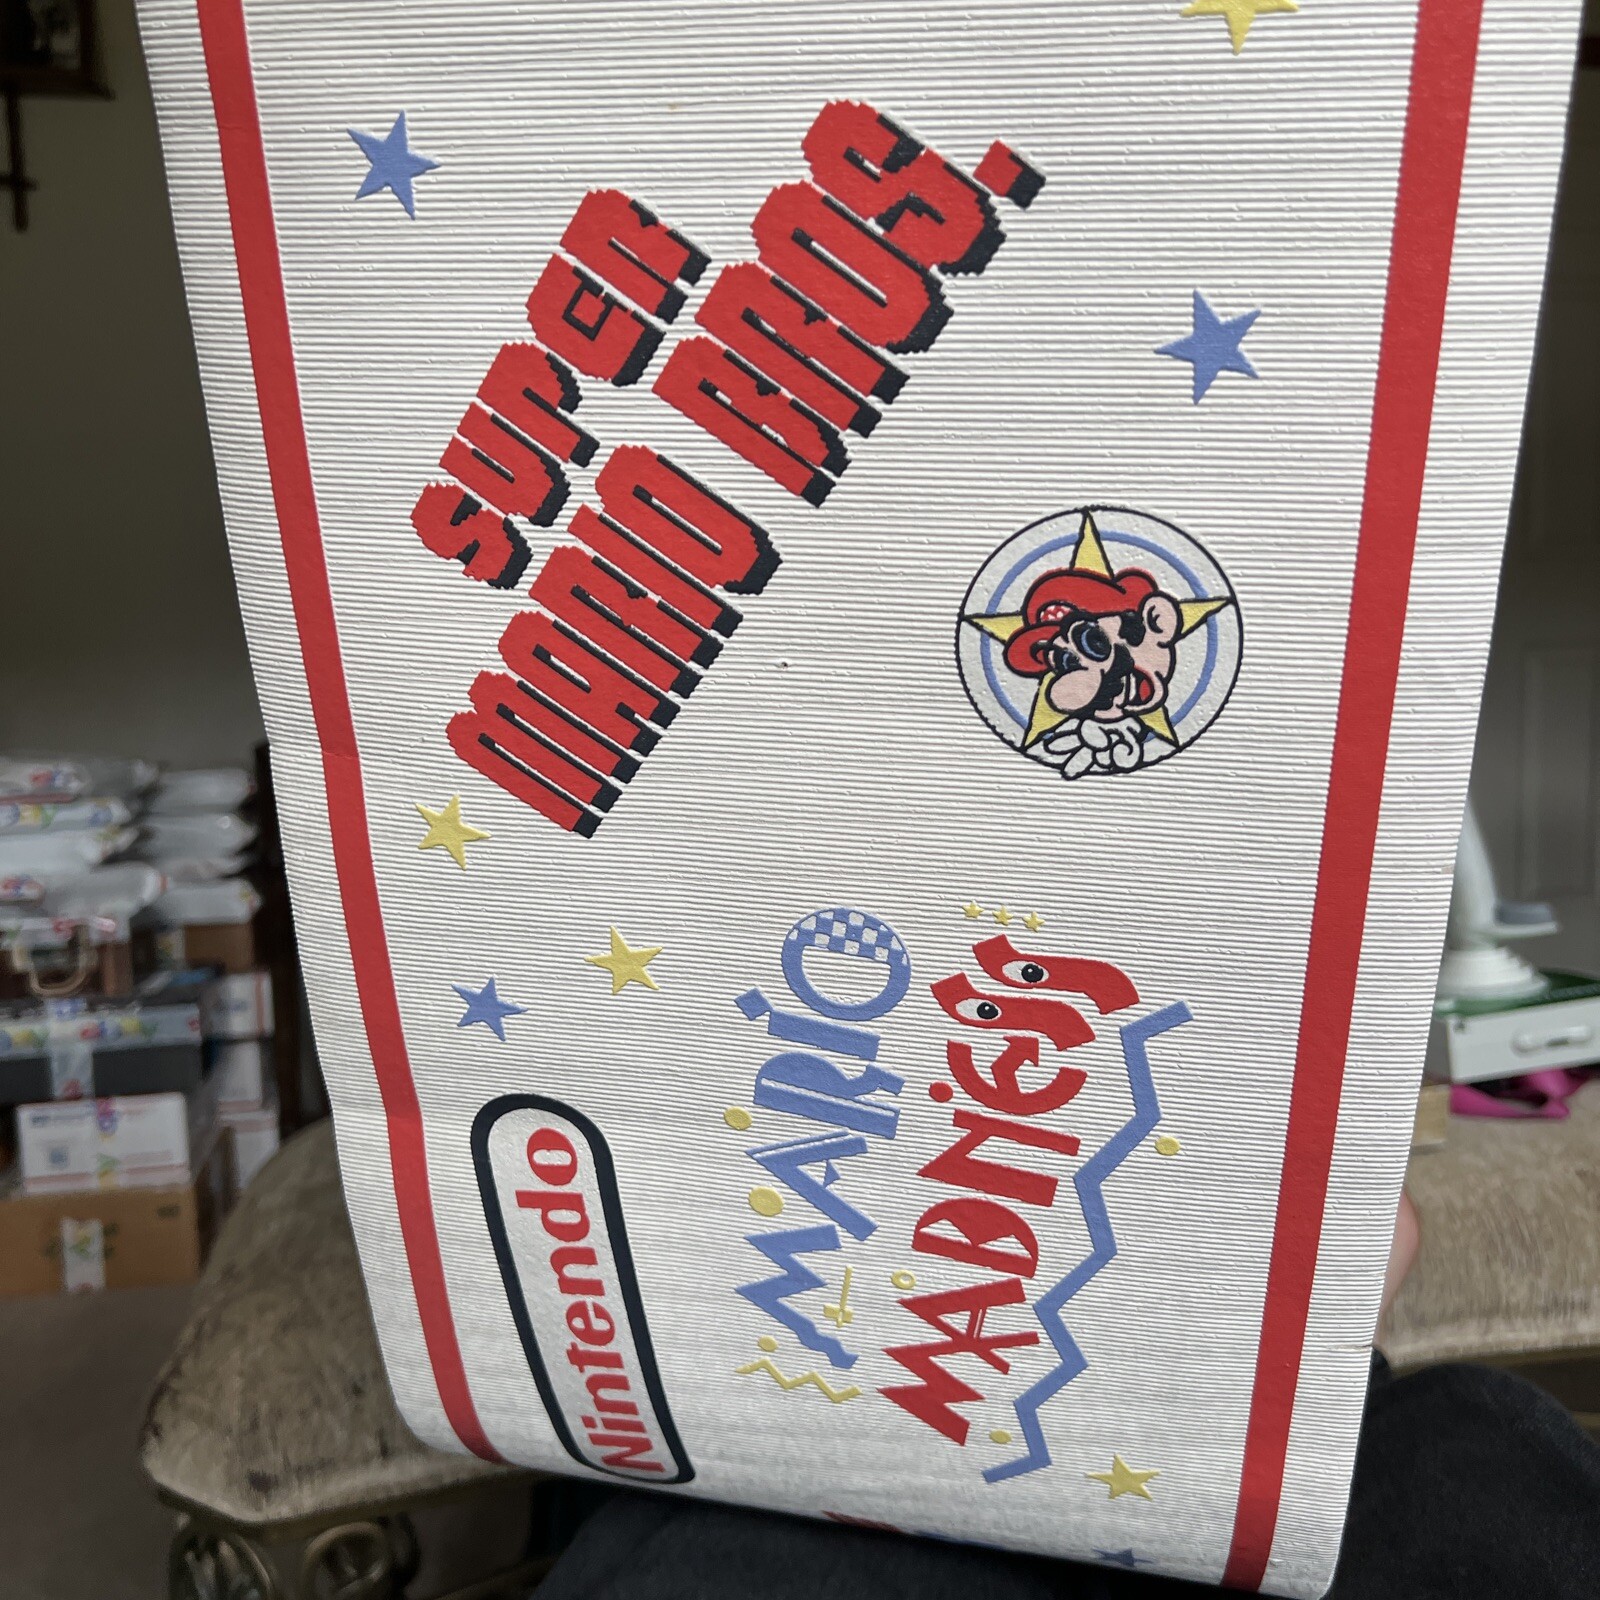 SUPER
MARIO BROS.
MARIO
MADNESS
Nintendo